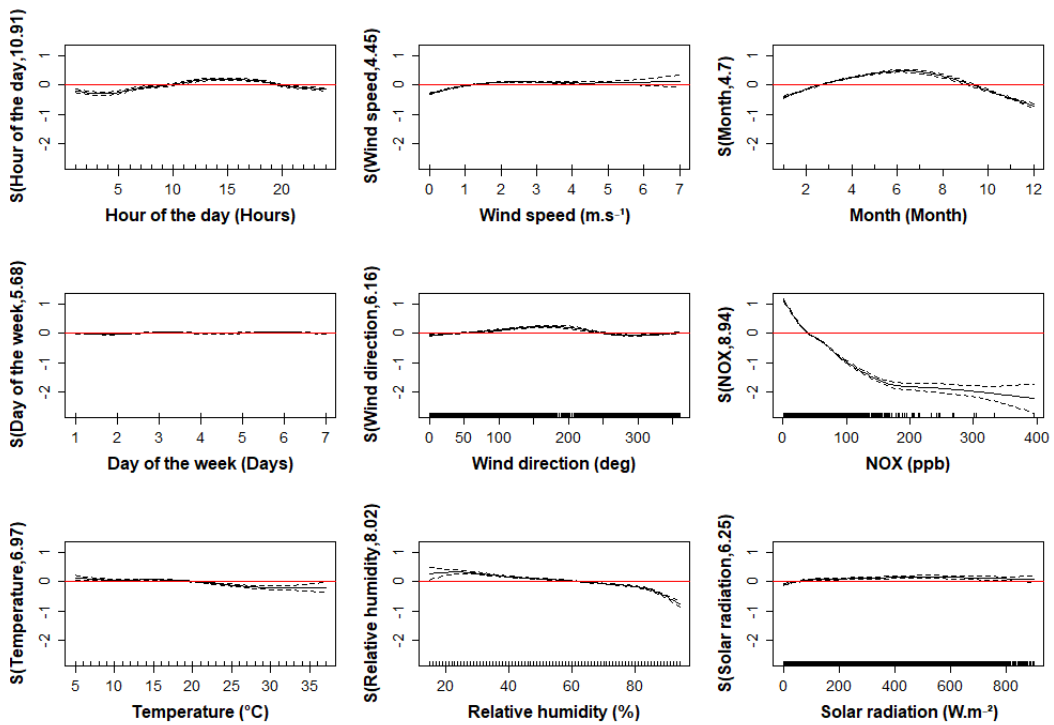 S(Hour of the day,10.91)
1
0
-1
-2
5 10 15 20
Hour of the day (Hours)
S(Wind speed,4.45)
1
0
-1
-2
0 1 2 3 4 5 6 7
Wind speed (m.s⁻¹)
S(Month,4.7)
1
0
-1
-2
2 4 6 8 10 12
Month (Month)
S(Day of the week,5.68)
1
0
-1
-2
1 2 3 4 5 6 7
Day of the week (Days)
S(Wind direction,6.16)
1
0
-1
-2
0 50 100 200 300
Wind direction (deg)
S(NOX,8.94)
1
0
-1
-2
0 100 200 300 400
NOX (ppb)
S(Temperature,6.97)
1
0
-1
-2
5 10 15 20 25 30 35
Temperature (°C)
S(Relative humidity,8.02)
1
0
-1
-2
20 40 60 80
Relative humidity (%)
S(Solar radiation,6.25)
1
0
-1
-2
0 200 400 600 800
Solar radiation (W.m⁻²)